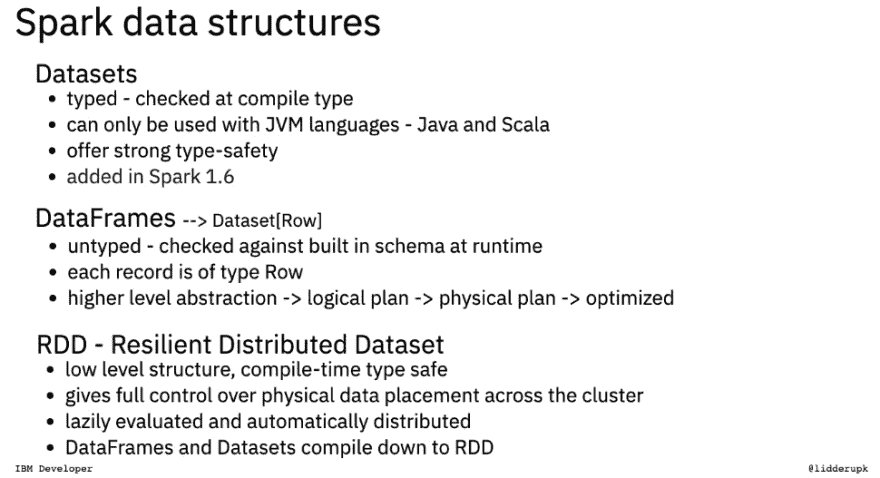 Spark data structures
Datasets
• typed - checked at compile type
• can only be used with JVM languages - Java and Scala
• offer strong type-safety
• added in Spark 1.6
DataFrames --> Dataset[Row]
• untyped - checked against built in schema at runtime
• each record is of type Row
• higher level abstraction -> logical plan -> physical plan -> optimized
RDD - Resilient Distributed Dataset
• low level structure, compile-time type safe
• gives full control over physical data placement across the cluster
• lazily evaluated and automatically distributed
• DataFrames and Datasets compile down to RDD
IBM Developer
@lidderupk